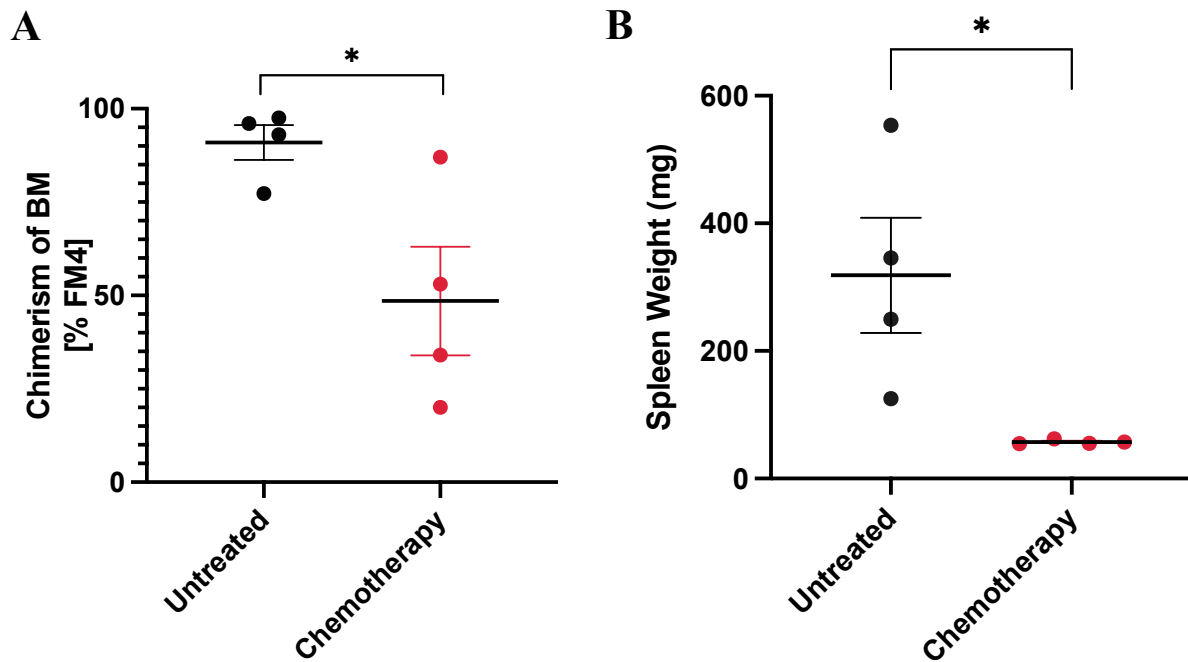 A
*
Chimerism of BM
[% FM4]
100
50
0
Untreated
Chemotherapy
B
*
Spleen Weight (mg)
600
400
200
0
Untreated
Chemotherapy